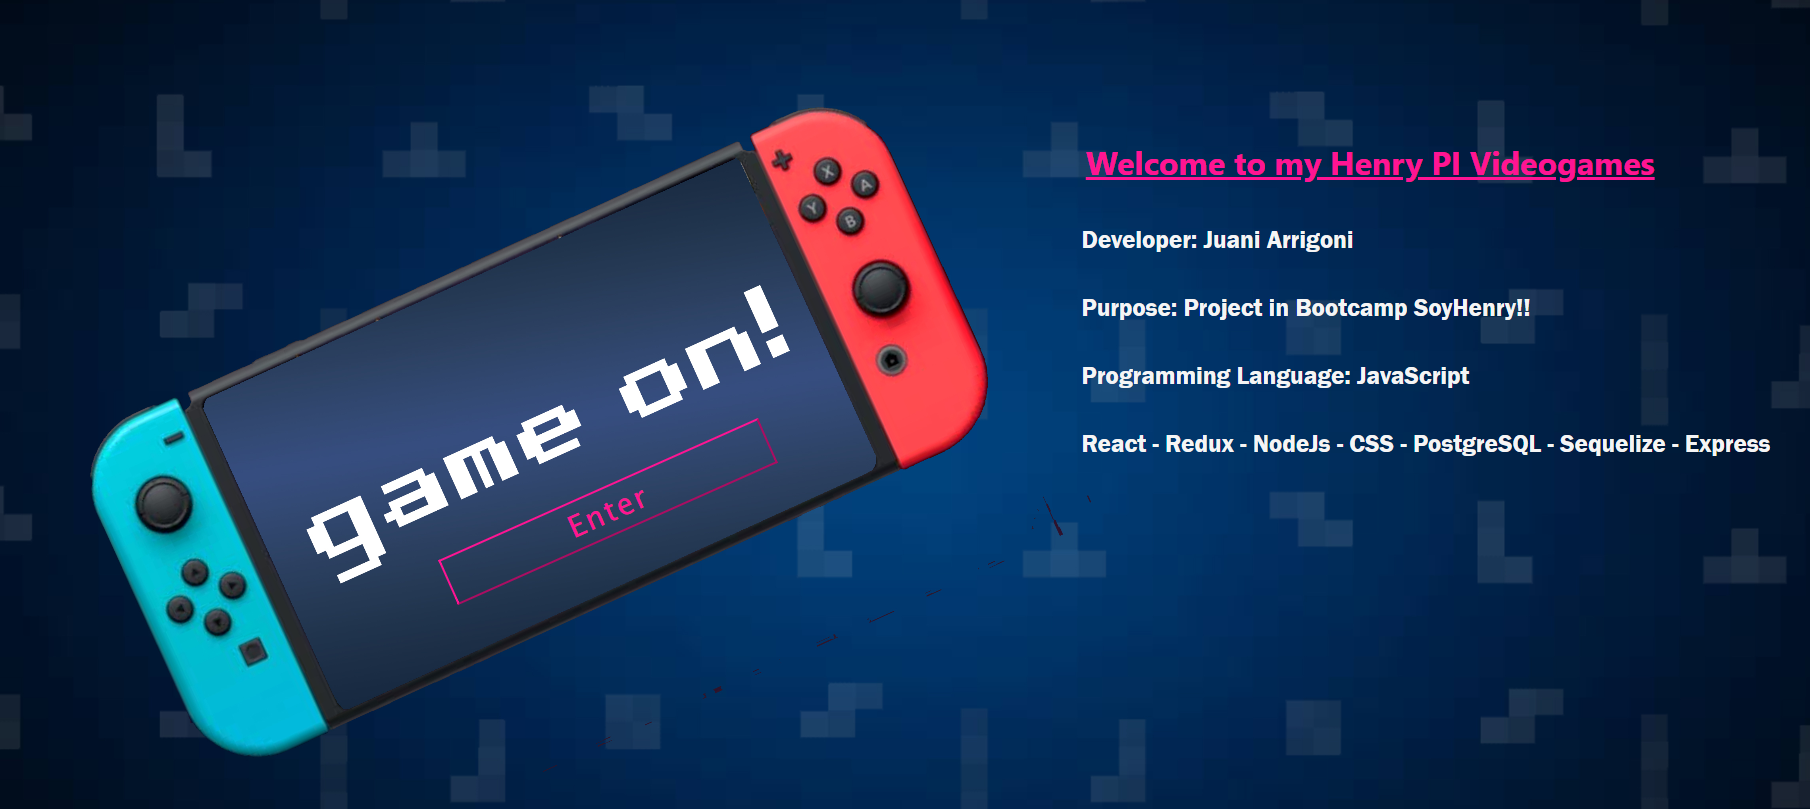 Welcome to my Henry PI Videogames
Developer: Juani Arrigoni
Purpose: Project in Bootcamp SoyHenry!!
Programming Language: JavaScript
React - Redux - NodeJs - CSS - PostgreSQL - Sequelize - Express
game on!
Enter
X
A
Y
B